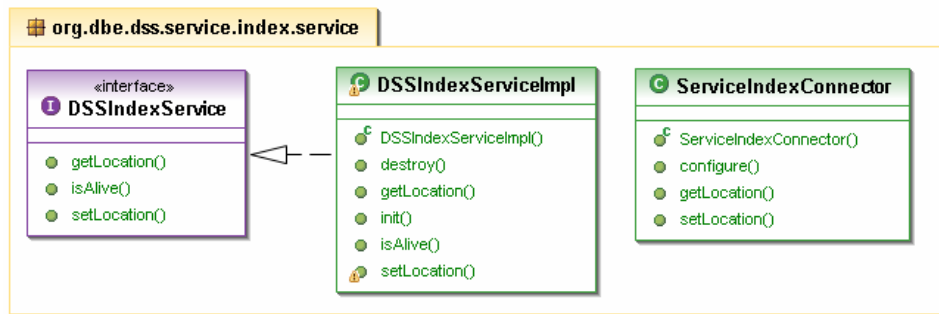 org.dbe.dss.service.index.service
«interface»
I DSSIndexService
getLocation()
isAlive()
setLocation()
C DSSIndexServiceImpl
C DSSIndexServiceImpl()
destroy()
getLocation()
init()
isAlive()
setLocation()
C ServiceIndexConnector
C ServiceIndexConnector()
configure()
getLocation()
setLocation()